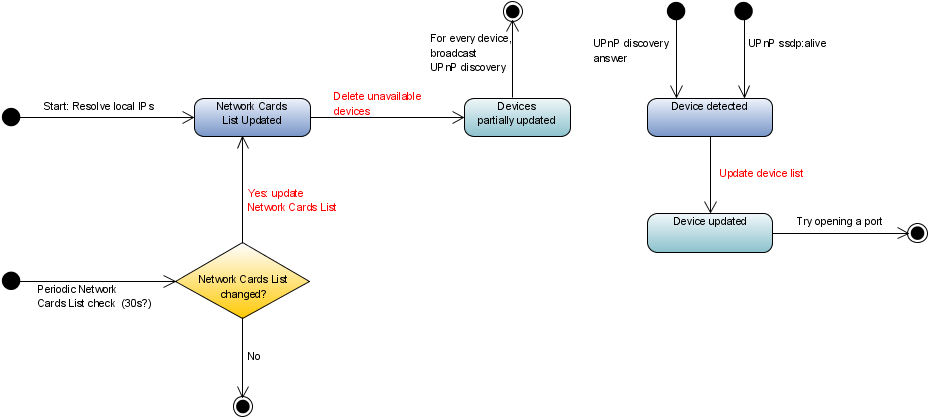 For every device,
broadcast
UPnP discovery
UPnP discovery
answer
UPnP ssdp:alive
Start: Resolve local IPs
Network Cards
List Updated
Delete unavailable
devices
Devices
partially updated
Device detected
Yes: update
Network Cards List
Update device list
Device updated
Try opening a port
Periodic Network
Cards List check (30s?)
Network Cards List
changed?
No